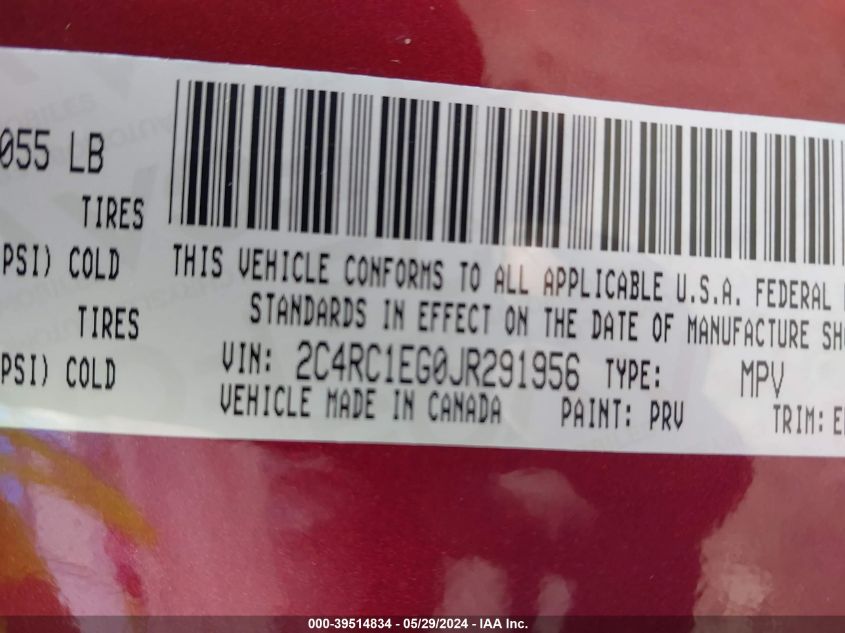 055 LB
TIRES
PSI) COLD
TIRES
PSI) COLD
THIS VEHICLE CONFORMS TO ALL APPLICABLE U.S.A. FEDERAL
STANDARDS IN EFFECT ON THE DATE OF MANUFACTURE SH
VIN: 2C4RC1EG0JR291956 TYPE: MPV
VEHICLE MADE IN CANADA PAINT: PRV TRIM:
000-39514834 - 05/29/2024 - IAA Inc.